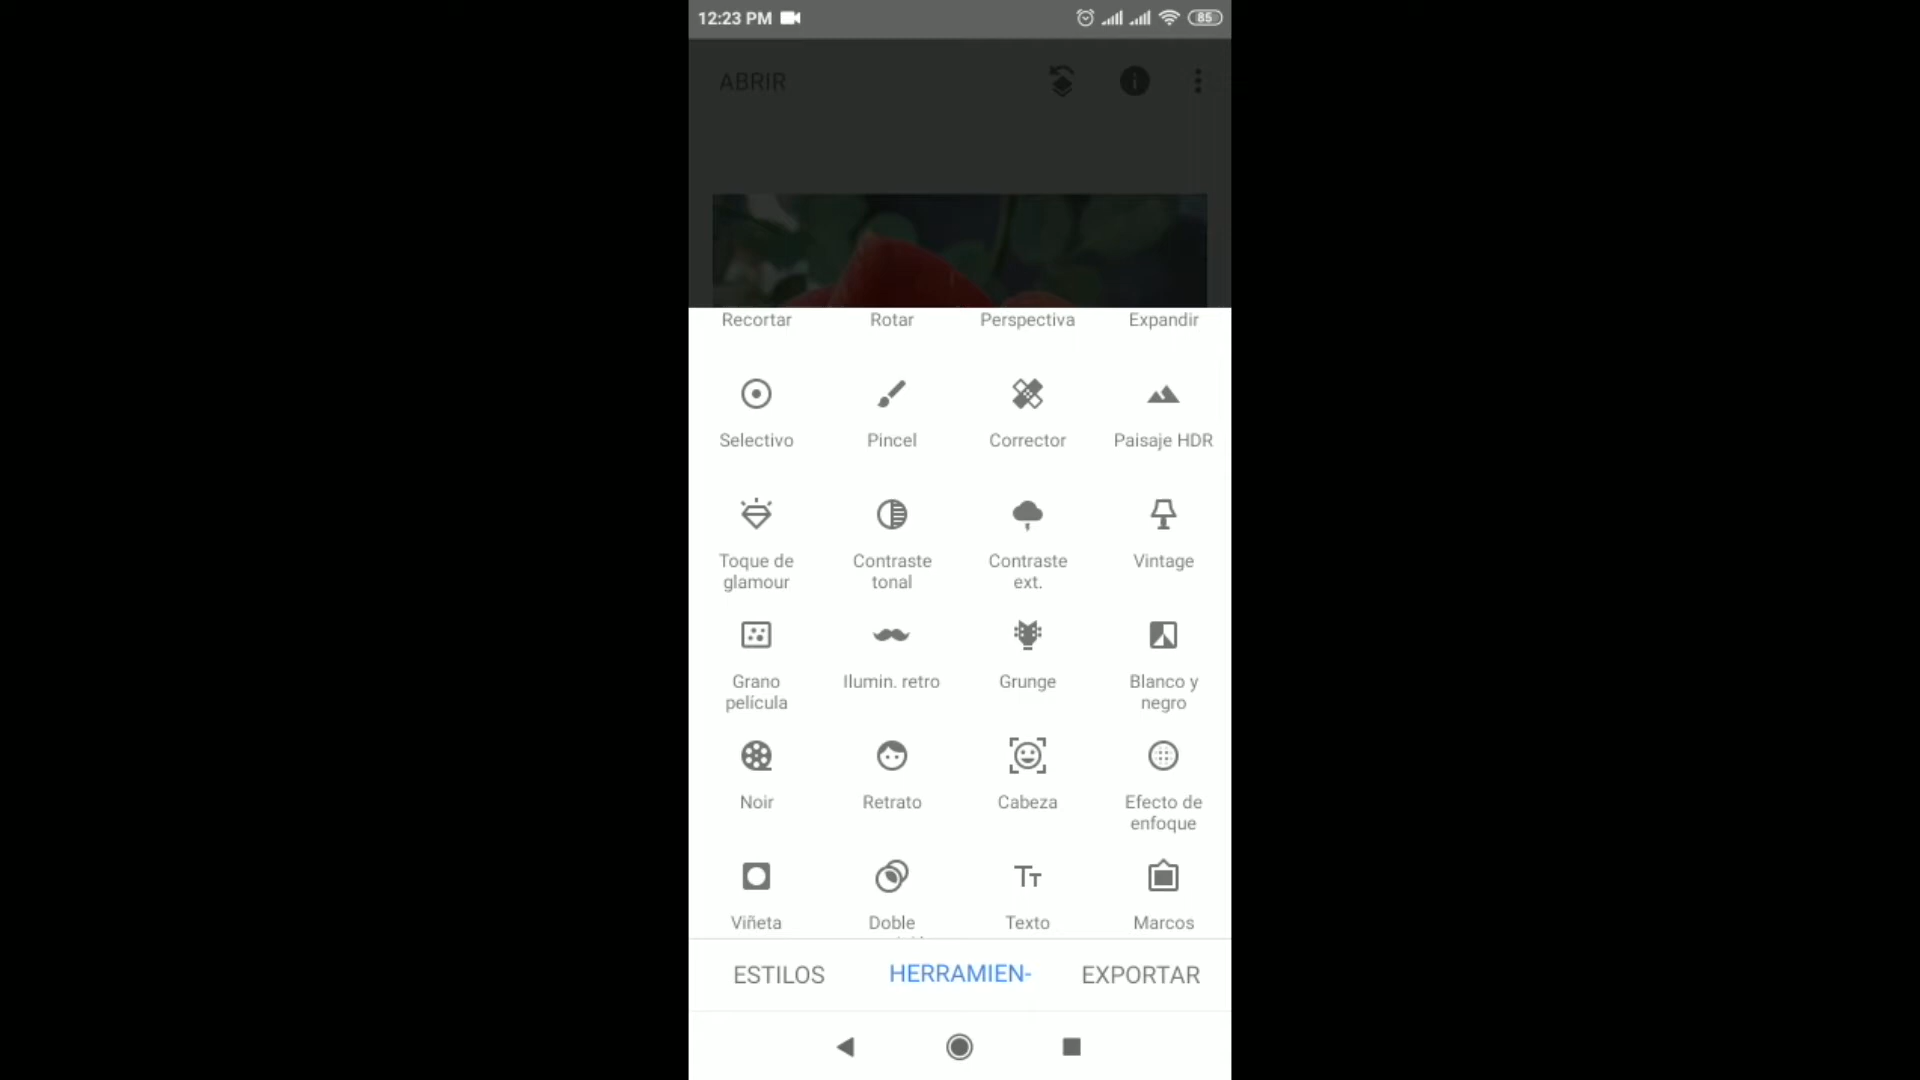 12:23 PM 85
ABRIR
Recortar Rotar Perspectiva Expandir
Selectivo Pincel Corrector Paisaje HDR
Toque de Contraste Contraste Vintage
glamour tonal ext.
Grano Ilumin. retro Grunge Blanco y
película negro
Noir Retrato Cabeza Efecto de
enfoque
Viñeta Doble Texto Marcos
ESTILOS HERRAMIEN- EXPORTAR